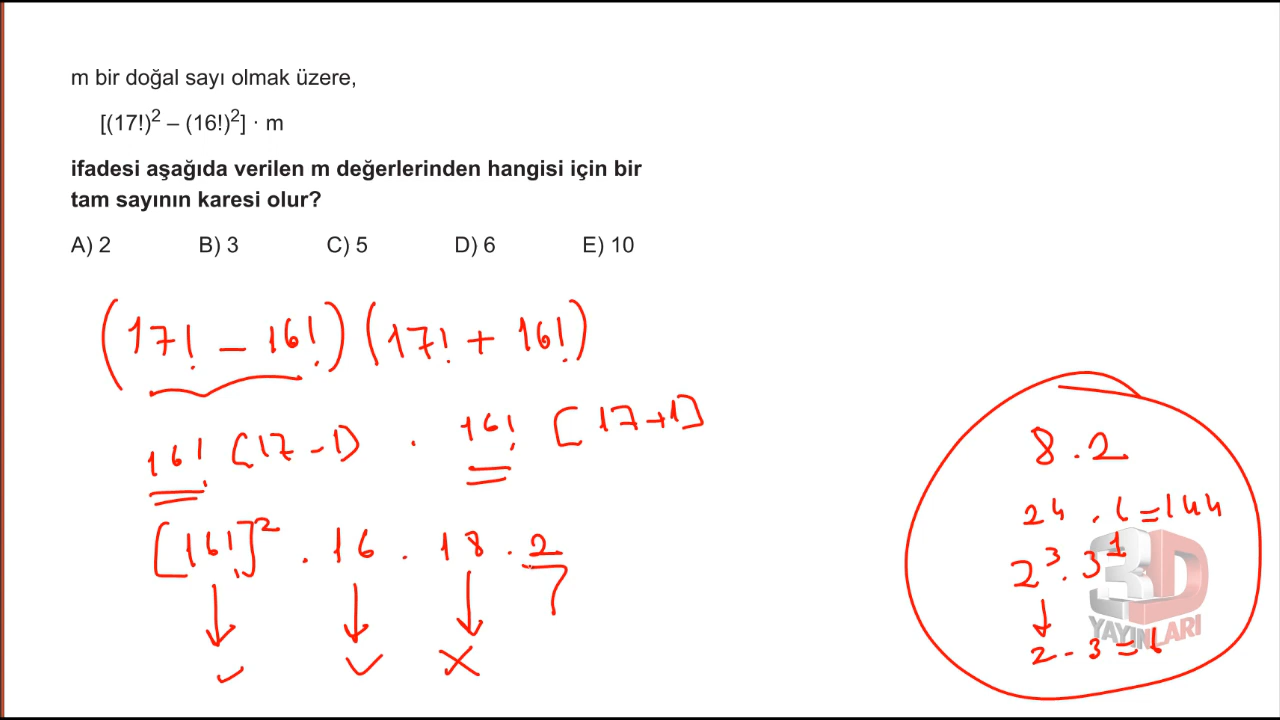 m bir doğal sayı olmak üzere,
[(17!)² – (16!)²] · m
ifadesi aşağıda verilen m değerlerinden hangisi için bir
tam sayının karesi olur?
A) 2 B) 3 C) 5 D) 6 E) 10
(17! – 16!) (17! + 16!)
16! (17 – 1) · 16! [17 + 1]
[16!]² · 16 · 18 · 2
8 · 2
24 · 6 = 144
2³ · 3¹
2 · 3 = 6
3D
YAYINLARI